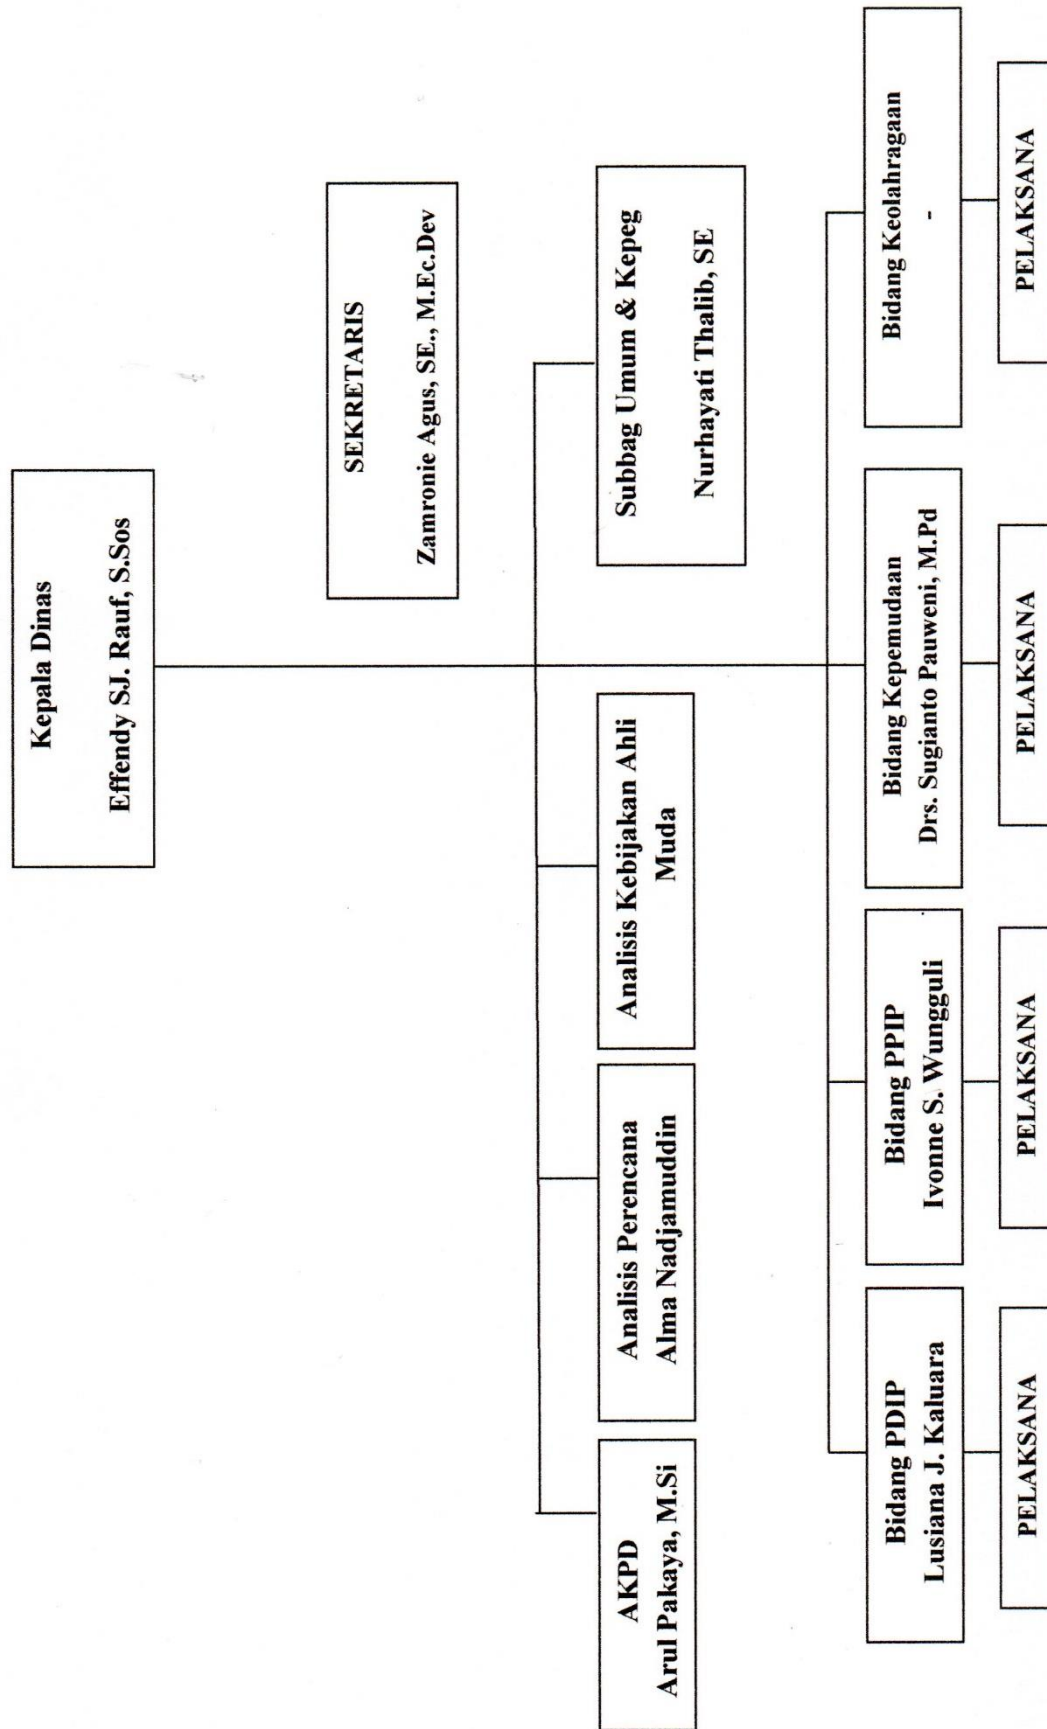 Kepala Dinas
Effendy S.J. Rauf, S.Sos
SEKRETARIS
Zamronie Agus, SE., M.Ec.Dev
AKPD
Arul Pakaya, M.Si
Analisis Perencana
Alma Nadjamuddin
Analisis Kebijakan Ahli
Muda
Subbag Umum & Kepeg
Nurhayati Thalib, SE
Bidang PDIP
Lusiana J. Kaluara
Bidang PPIP
Ivonne S. Wungguli
Bidang Kepemudaan
Drs. Sugianto Pauweni, M.Pd
Bidang Keolahragaan
-
PELAKSANA
PELAKSANA
PELAKSANA
PELAKSANA